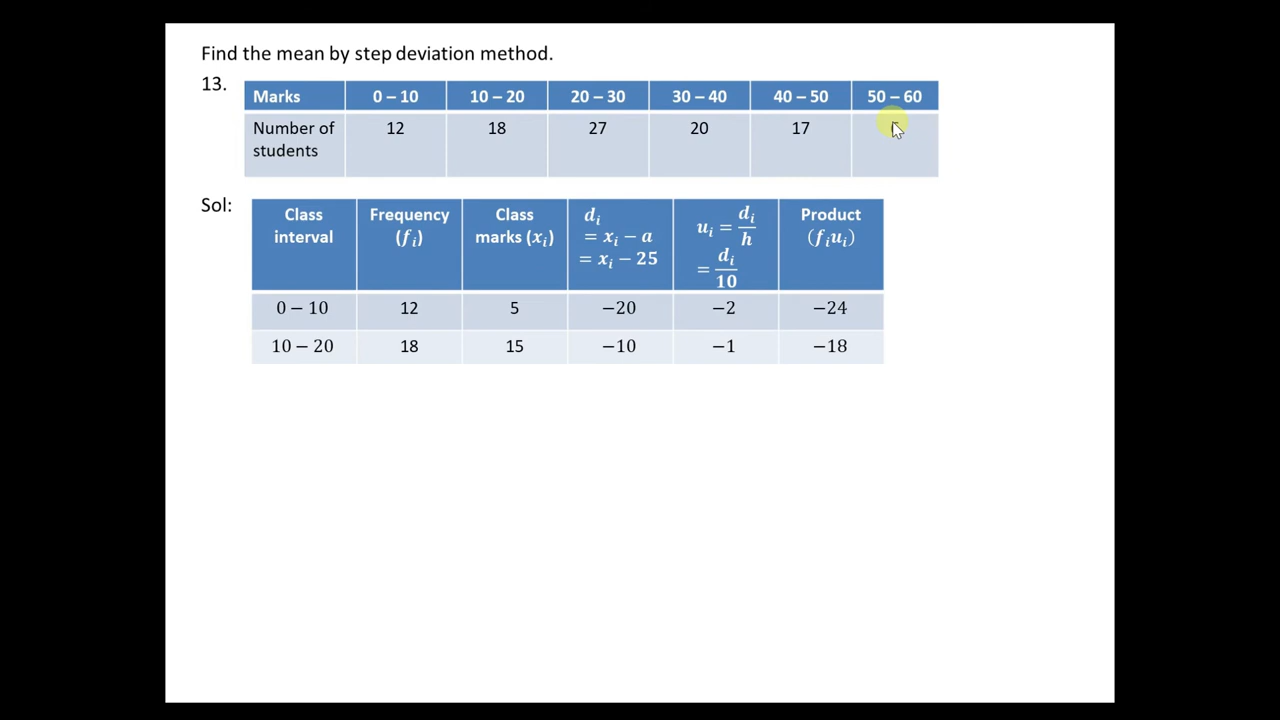 Find the mean by step deviation method.
13.
Marks 0 – 10 10 – 20 20 – 30 30 – 40 40 – 50 50 – 60
Number of students 12 18 27 20 17
Sol:
Class interval Frequency (fᵢ) Class marks (xᵢ) dᵢ = xᵢ − a = xᵢ − 25 uᵢ = dᵢ/h = dᵢ/10 Product (fᵢuᵢ)
0 − 10 12 5 −20 −2 −24
10 − 20 18 15 −10 −1 −18